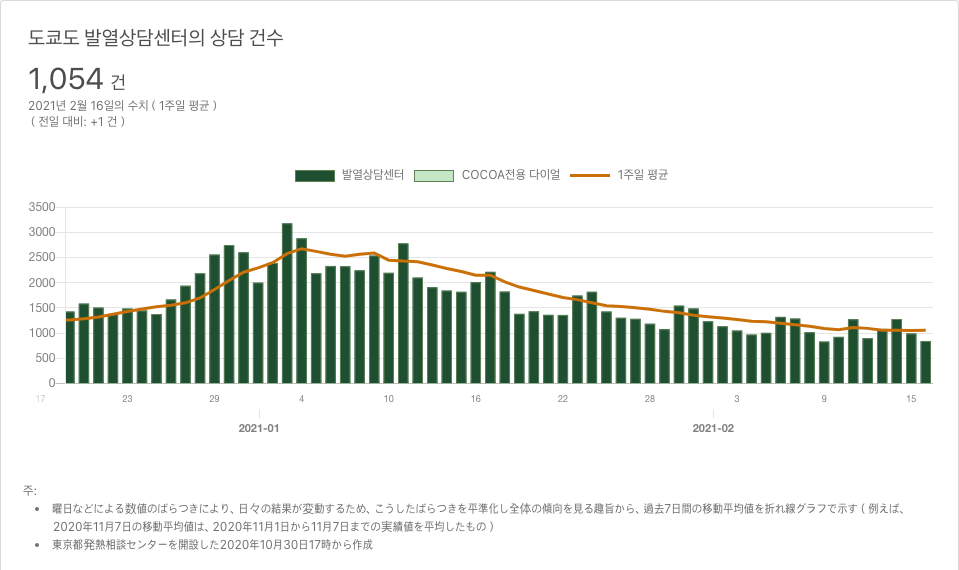 도쿄도 발열상담센터의 상담 건수
1,054 건
2021년 2월 16일의 수치 ( 1주일 평균 )
( 전일 대비: +1 건 )
발열상담센터 COCOA전용 다이얼 1주일 평균
3500
3000
2500
2000
1500
1000
500
0
17 23 29 4 10 16 22 28 3 9 15
2021-01 2021-02
주:
• 曜日などによる数値のばらつきにより、日々の結果が変動するため、こうしたばらつきを平準化し全体の傾向を見る趣旨から、過去7日間の移動平均値を折れ線グラフで示す ( 例えば、
2020年11月7日の移動平均値は、2020年11月1日から11月7日までの実績値を平均したもの )
• 東京都発熱相談センターを開設した2020年10月30日17時から作成